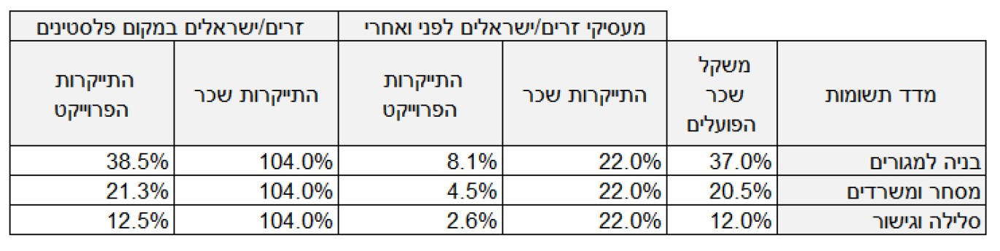 מעסיקי זרים/ישראלים לפני ואחרי זרים/ישראלים במקום פלסטינים
מדד תשומות משקל שכר הפועלים התייקרות שכר התייקרות הפרוייקט התייקרות שכר התייקרות הפרוייקט
בניה למגורים 37.0% 22.0% 8.1% 104.0% 38.5%
מסחר ומשרדים 20.5% 22.0% 4.5% 104.0% 21.3%
סלילה וגישור 12.0% 22.0% 2.6% 104.0% 12.5%